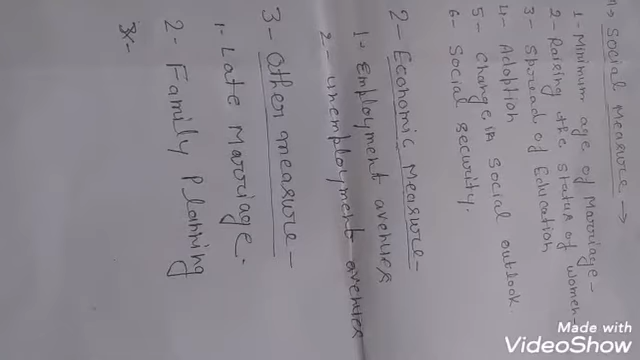 Social Measure →
1- Minimum age of Marriage-
2- Raising the status of women-
3- Spread of Education
4- Adoption
5- Change in Social outlook.
6- Social Security.
2- Economic Measure-
1- Employment avenues
2- unemployment avenues
3- Other measure-
1. Late Marriage.
2- Family Planning
3-
Made with
VideoShow